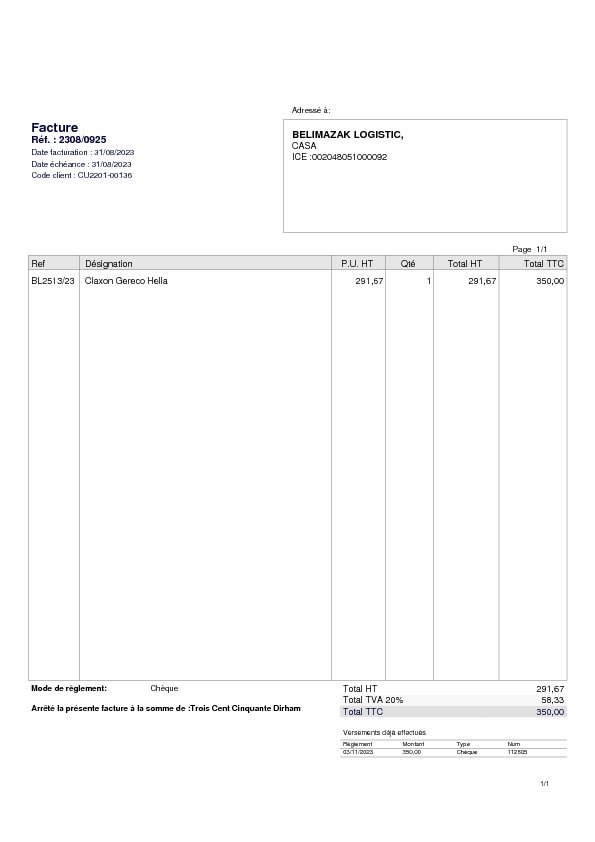 Adressé à:
Facture
Réf. : 2308/0925
Date facturation : 31/08/2023
Date échéance : 31/08/2023
Code client : CU2201-00136
BELIMAZAK LOGISTIC,
CASA
ICE :002048051000092
Page 1/1
Ref Désignation P.U. HT Qté Total HT Total TTC
BL2513/23 Claxon Gereco Hella 291,67 1 291,67 350,00
Mode de règlement: Chèque
Arrêté la présente facture à la somme de :Trois Cent Cinquante Dirham
Total HT 291,67
Total TVA 20% 58,33
Total TTC 350,00
Versements déjà effectués
Règlement Montant Type Num
03/11/2023 350,00 Chèque 112605
1/1